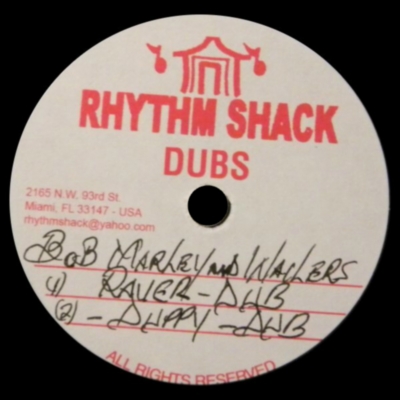 RHYTHM SHACK
DUBS
2165 N.W. 93rd St.
Miami, FL 33147 - USA
rhythmshack@yahoo.com
BOB MARLEY AND WAILERS
(1) RAVER-DUB
(2) - DUPPY-DUB
ALL RIGHTS RESERVED